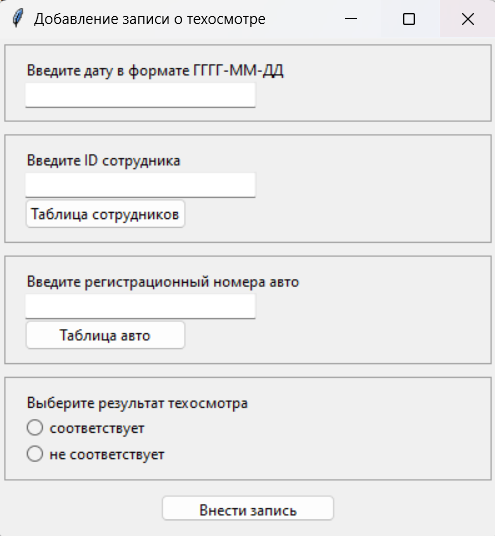 Добавление записи о техосмотре
Введите дату в формате ГГГГ-ММ-ДД
Введите ID сотрудника
Таблица сотрудников
Введите регистрационный номера авто
Таблица авто
Выберите результат техосмотра
соответствует
не соответствует
Внести запись